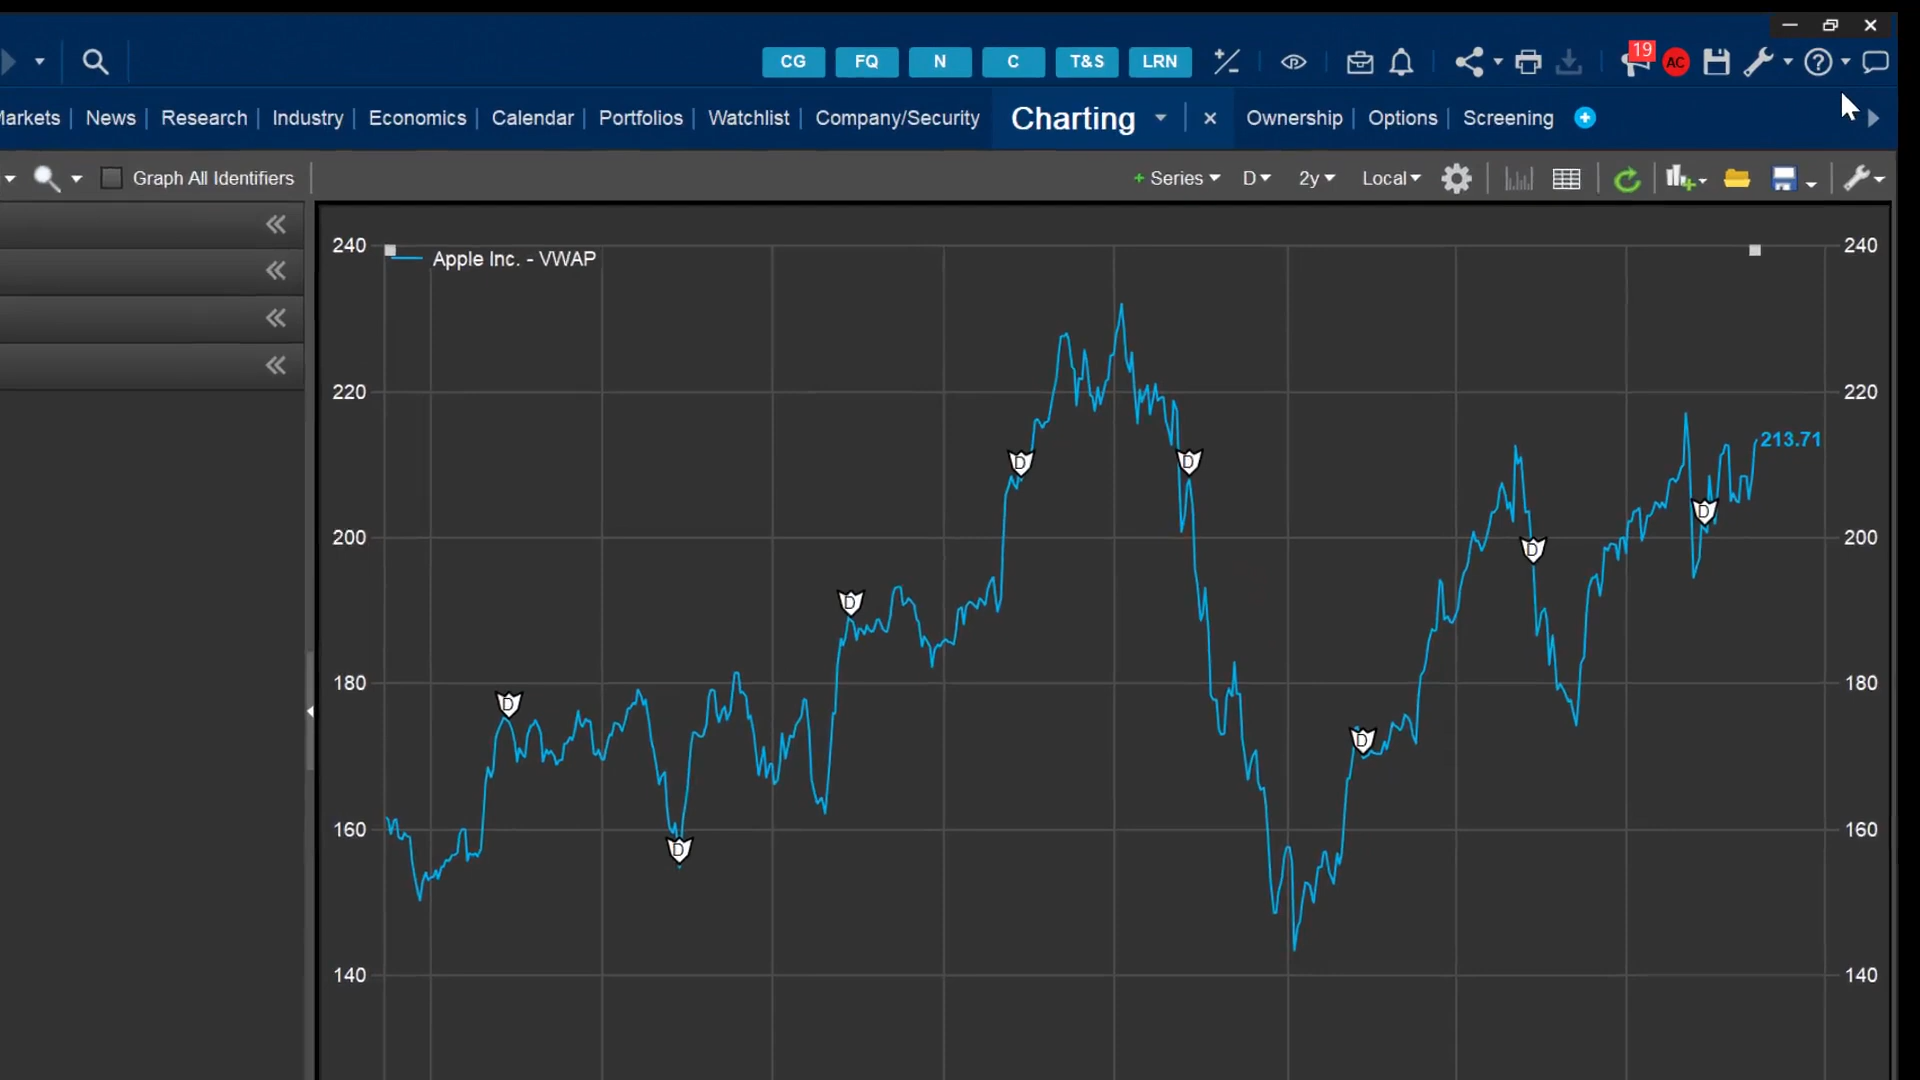 CG FQ N C T&S LRN 19 AC
Markets News Research Industry Economics Calendar Portfolios Watchlist Company/Security Charting Ownership Options Screening
Graph All Identifiers + Series D 2y Local
240 Apple Inc. - VWAP 240
220 220
213.71
D D
D
200 200
D
D
180 180
D
D
160 160
D
140 140